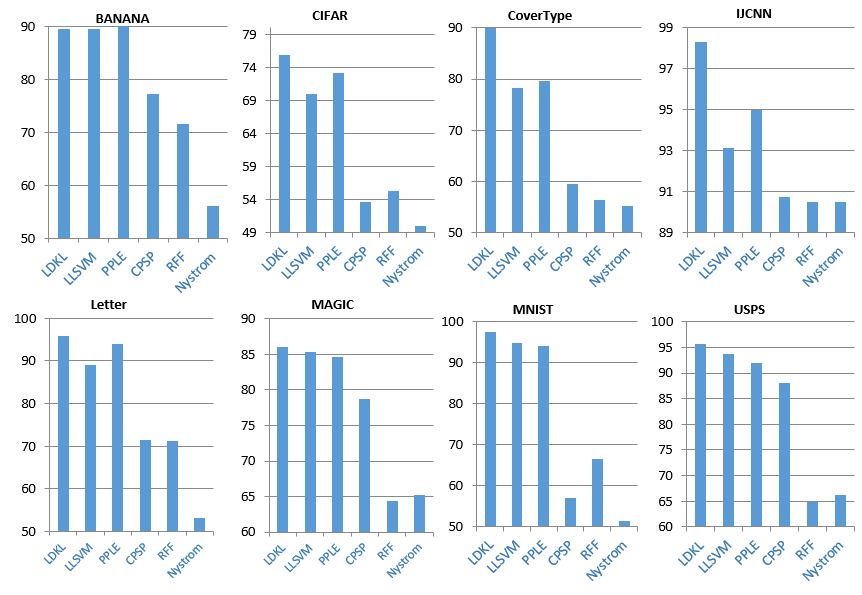 BANANA
90
80
70
60
50
LDKL
LLSVM
PPLE
CPSP
RFF
Nystrom
CIFAR
79
74
69
64
59
54
49
LDKL
LLSVM
PPLE
CPSP
RFF
Nystrom
CoverType
90
80
70
60
50
LDKL
LLSVM
PPLE
CPSP
RFF
Nystrom
IJCNN
99
97
95
93
91
89
LDKL
LLSVM
PPLE
CPSP
RFF
Nystrom
Letter
100
90
80
70
60
50
LDKL
LLSVM
PPLE
CPSP
RFF
Nystrom
MAGIC
90
85
80
75
70
65
60
LDKL
LLSVM
PPLE
CPSP
RFF
Nystrom
MNIST
100
90
80
70
60
50
LDKL
LLSVM
PPLE
CPSP
RFF
Nystrom
USPS
100
95
90
85
80
75
70
65
60
LDKL
LLSVM
PPLE
CPSP
RFF
Nystrom